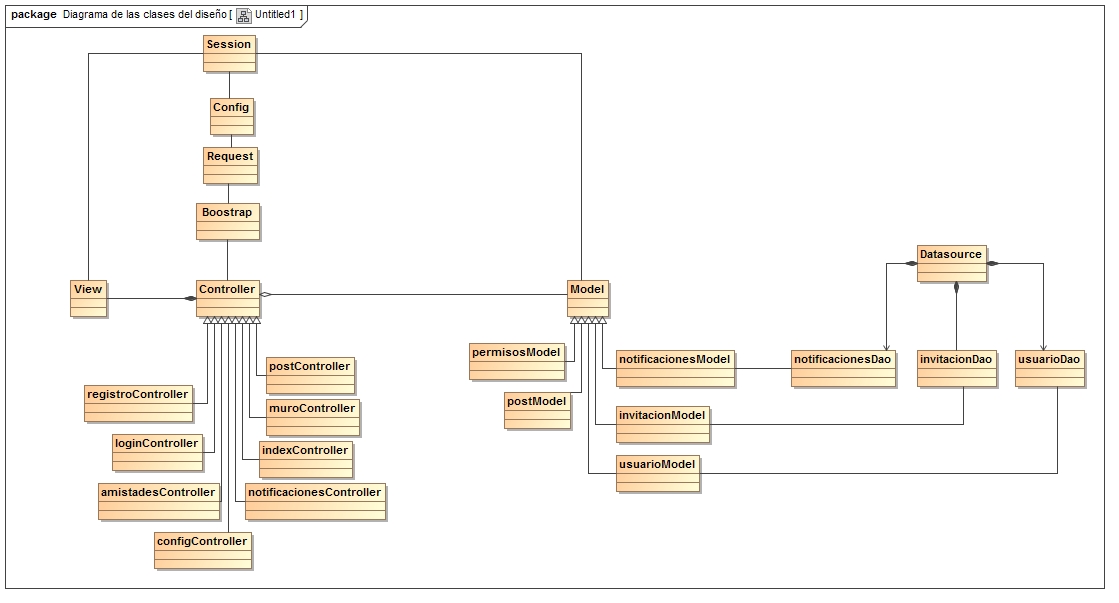 package Diagrama de las clases del diseño [ Untitled1 ]
Session
Config
Request
Boostrap
View
Controller
Model
Datasource
permisosModel
notificacionesModel
notificacionesDao
invitacionDao
usuarioDao
postController
registroController
postModel
muroController
invitacionModel
loginController
indexController
usuarioModel
amistadesController
notificacionesController
configController